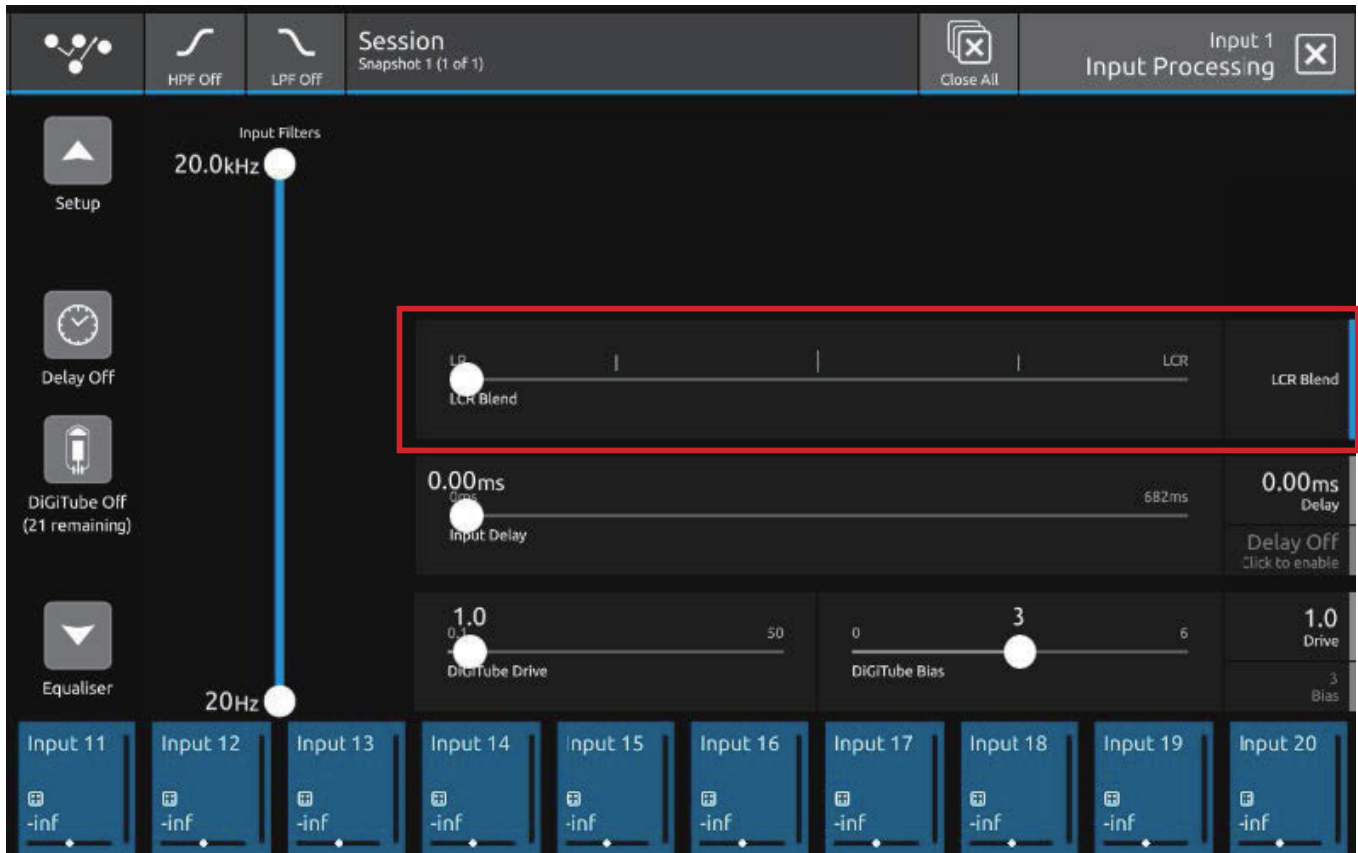 HPF Off
LPF Off
Session
Snapshot 1 (1 of 1)
Close All
Input 1
Input Processing
Setup
Input Filters
20.0kHz
Delay Off
LR
LCR
LCR Blend
LCR Blend
DiGiTube Off
(21 remaining)
0.00ms
0ms
682ms
Input Delay
0.00ms
Delay
Delay Off
Click to enable
Equaliser
20Hz
1.0
0.1
50
DiGiTube Drive
3
0
6
DiGiTube Bias
1.0
Drive
3
Bias
Input 11
Input 12
Input 13
Input 14
Input 15
Input 16
Input 17
Input 18
Input 19
Input 20
-inf
-inf
-inf
-inf
-inf
-inf
-inf
-inf
-inf
-inf